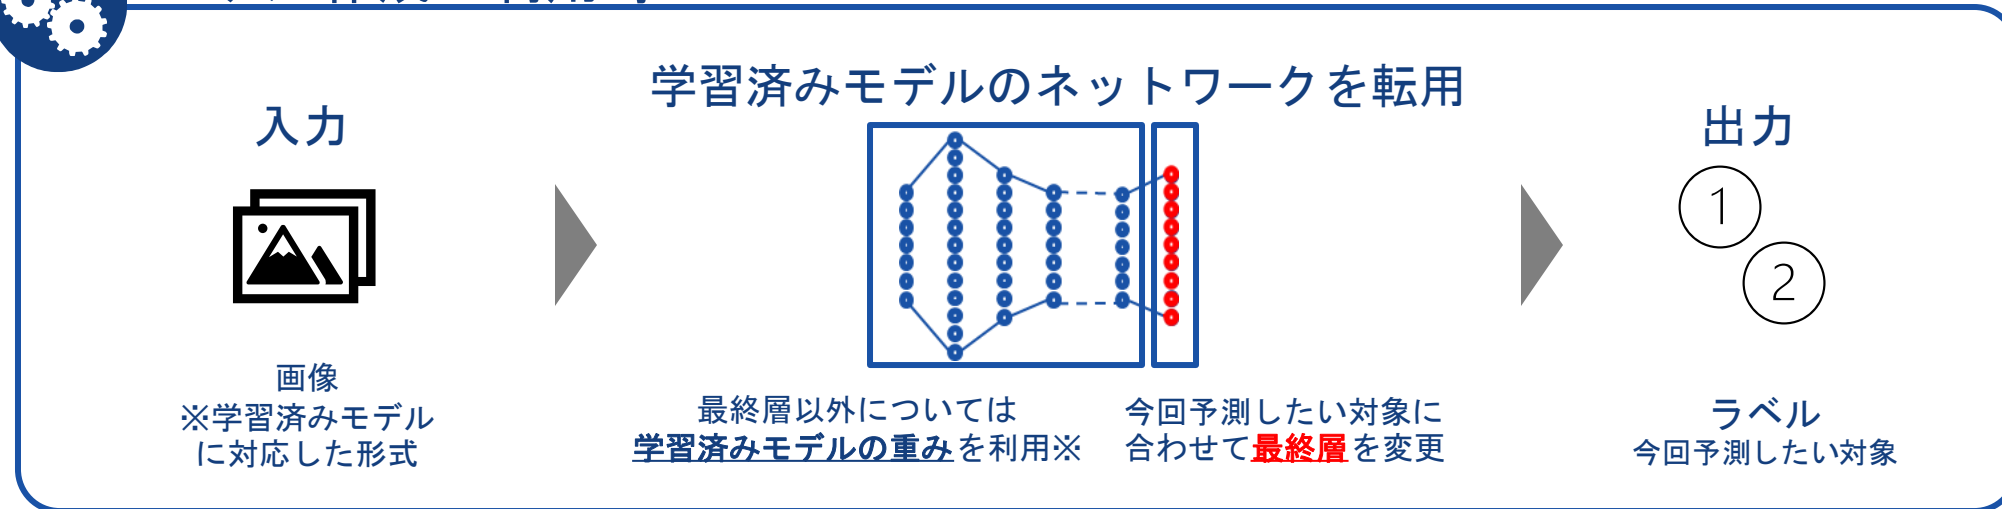 学習済みモデルのネットワークを転用
入力
画像
※学習済みモデル
に対応した形式
最終層以外については
学習済みモデルの重みを利用※
今回予測したい対象に
合わせて最終層を変更
出力
1
2
ラベル
今回予測したい対象